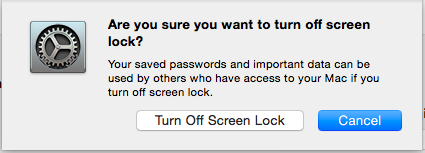 Are you sure you want to turn off screen
lock?
Your saved passwords and important data can be
used by others who have access to your Mac if you
turn off screen lock.
Turn Off Screen Lock
Cancel